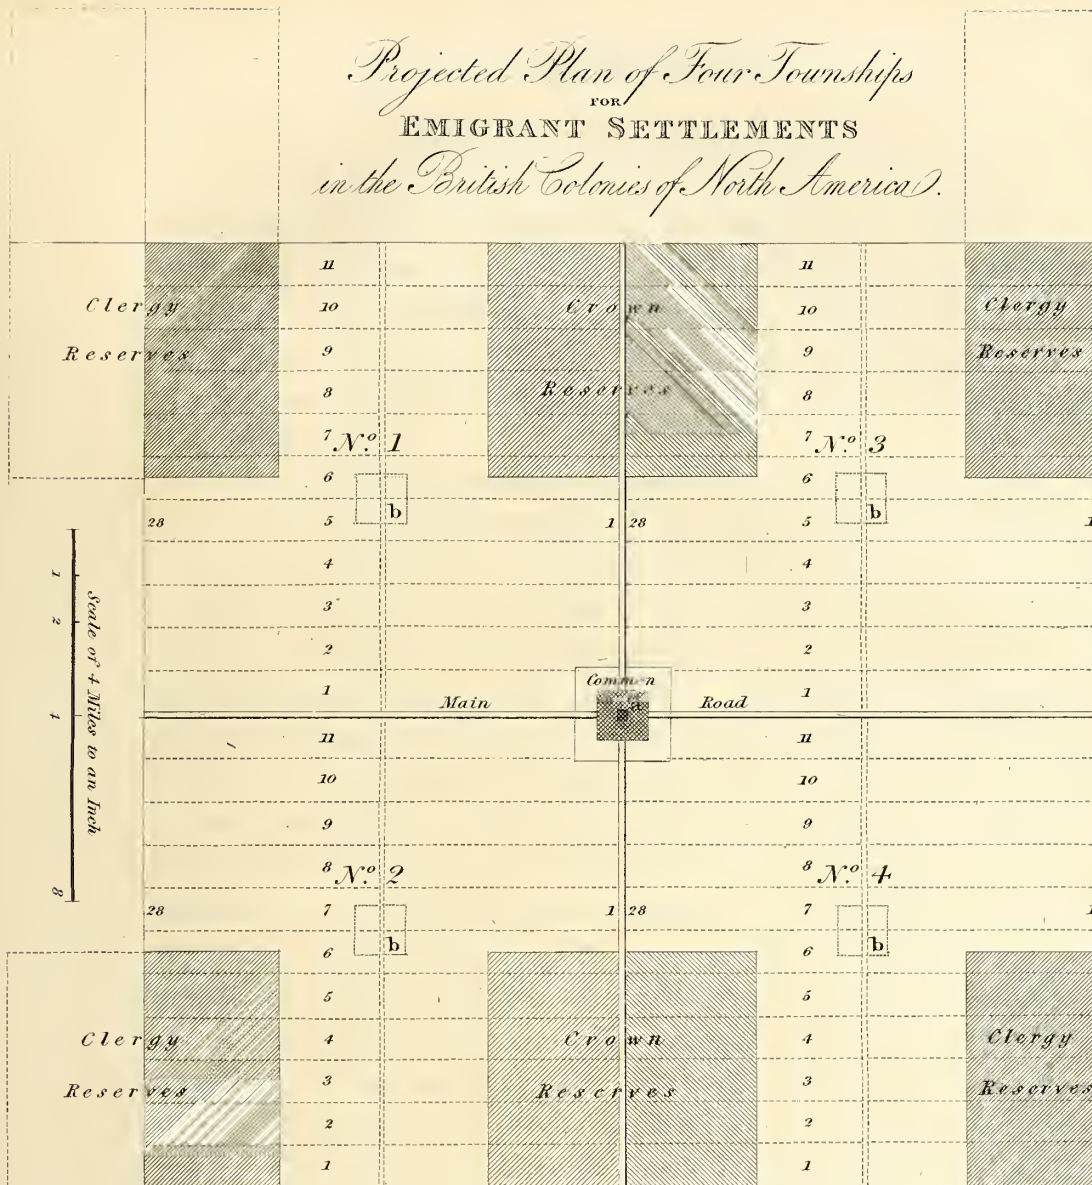 Projected Plan of Four Townships
FOR
EMIGRANT SETTLEMENTS
in the British Colonies of North America.
11 11
Clergy 10 Crown 10 Clergy
Reserves 9 9 Reserves
8 Reserves 8
7 No. 1 7 No. 3
6 6
b b
28 5 1 28 5 1
4 4
3 3
2 2
1 Common 1
Main a Road
11 11
10 10
9 9
8 No. 2 8 No. 4
28 7 1 28 7 1
b b
6 6
5 5
Clergy 4 Crown 4 Clergy
Reserves 3 Reserves 3 Reserves
2 2
1 1
1
2
4
8
Scale of 4 Miles to an Inch